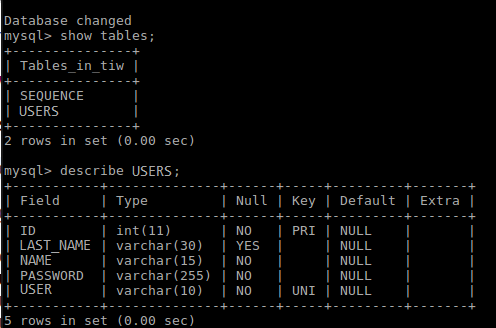 Database changed
mysql> show tables;
+---------------+
| Tables_in_tiw |
+---------------+
| SEQUENCE      |
| USERS         |
+---------------+
2 rows in set (0.00 sec)
mysql> describe USERS;
+-----------+--------------+------+-----+---------+-------+
| Field     | Type         | Null | Key | Default | Extra |
+-----------+--------------+------+-----+---------+-------+
| ID        | int(11)      | NO   | PRI | NULL    |       |
| LAST_NAME | varchar(30)  | YES  |     | NULL    |       |
| NAME      | varchar(15)  | NO   |     | NULL    |       |
| PASSWORD  | varchar(255) | NO   |     | NULL    |       |
| USER      | varchar(10)  | NO   | UNI | NULL    |       |
+-----------+--------------+------+-----+---------+-------+
5 rows in set (0.00 sec)